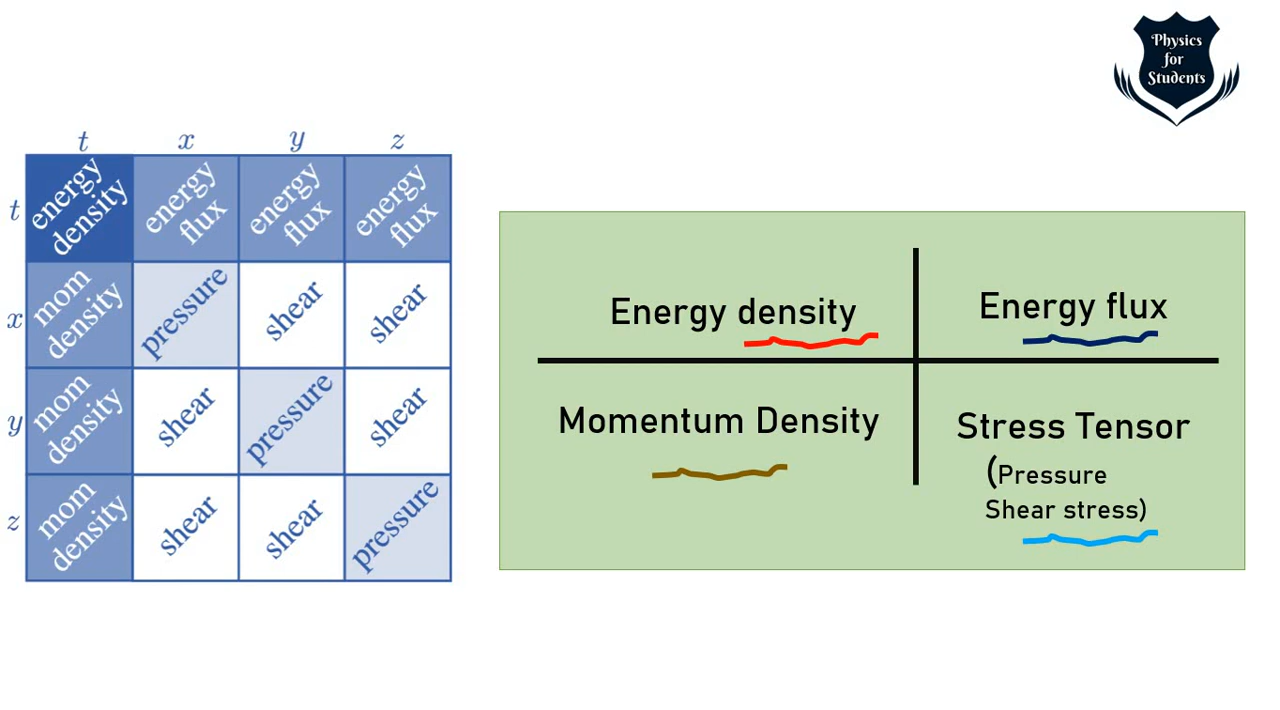 Physics
for
Students
t x y z
t energy density energy flux energy flux energy flux
x mom density pressure shear shear
y mom density shear pressure shear
z mom density shear shear pressure
Energy density
Energy flux
Momentum Density
Stress Tensor
(Pressure
Shear stress)